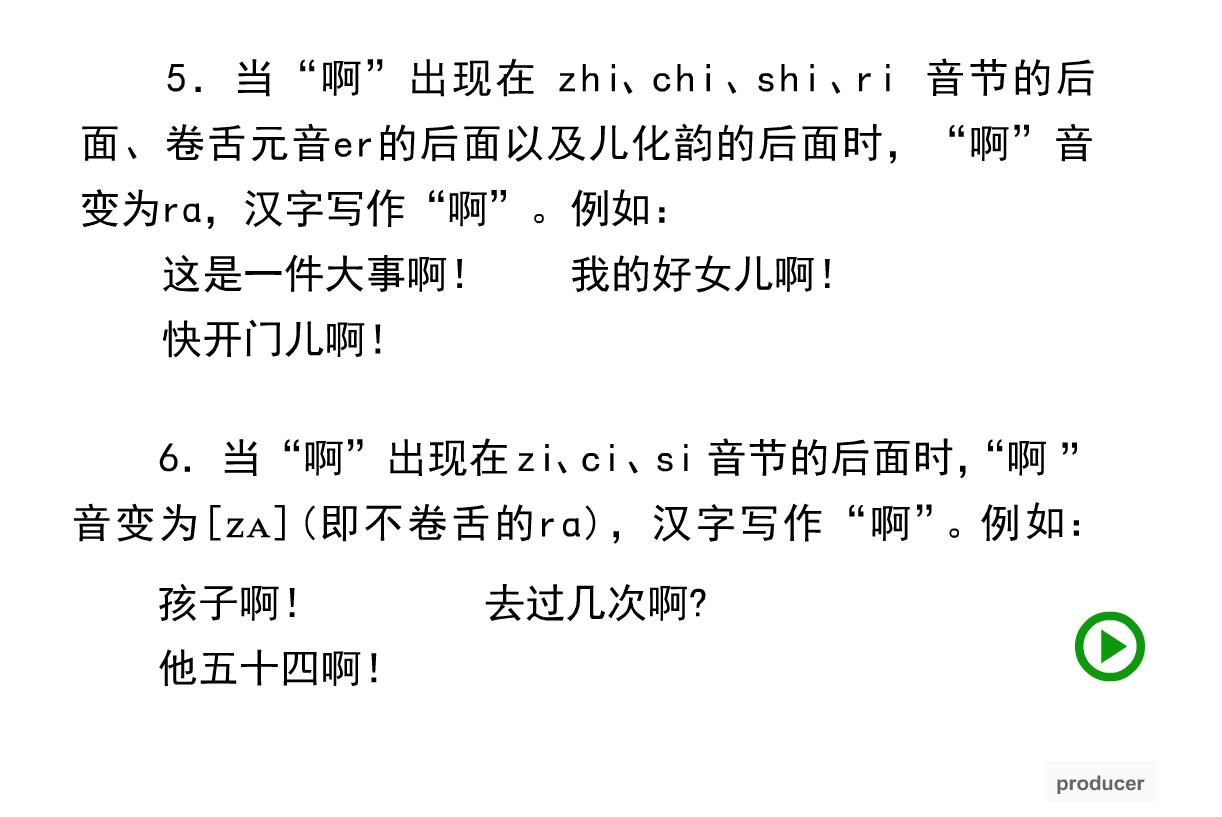 5. 当“啊”出现在 zhi、chi、shi、ri 音节的后
面、卷舌元音er的后面以及儿化韵的后面时，“啊”音
变为rɑ，汉字写作“啊”。例如：
这是一件大事啊！ 我的好女儿啊！
快开门儿啊！
6. 当“啊”出现在zi、ci、si 音节的后面时，“啊 ”
音变为[ZA](即不卷舌的rɑ)，汉字写作“啊”。例如：
孩子啊！ 去过几次啊?
他五十四啊！
producer